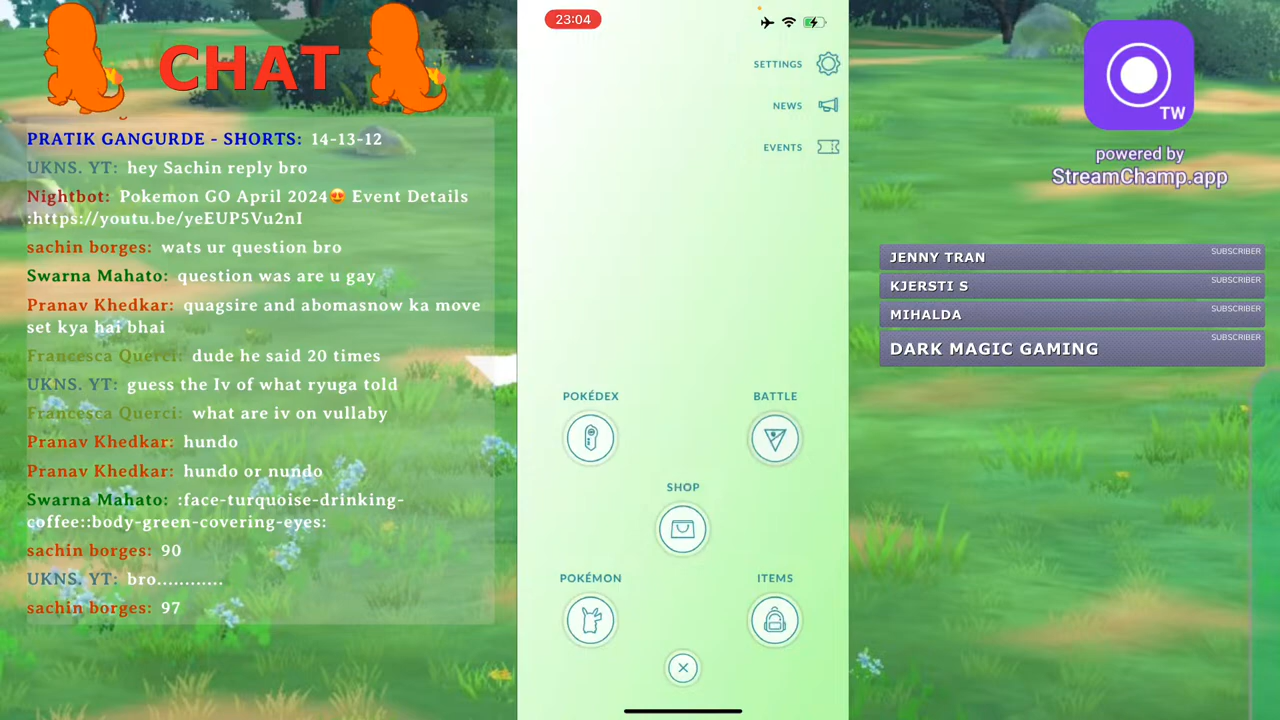 CHAT
PRATIK GANGURDE - SHORTS: 14-13-12
UKNS. YT: hey Sachin reply bro
Nightbot: Pokemon GO April 2024😍 Event Details
:https://youtu.be/yeEUP5Vu2nI
sachin borges: wats ur question bro
Swarna Mahato: question was are u gay
Pranav Khedkar: quagsire and abomasnow ka move
set kya hai bhai
Francesca Querci: dude he said 20 times
UKNS. YT: guess the Iv of what ryuga told
Francesca Querci: what are iv on vullaby
Pranav Khedkar: hundo
Pranav Khedkar: hundo or nundo
Swarna Mahato: :face-turquoise-drinking-
coffee::body-green-covering-eyes:
sachin borges: 90
UKNS. YT: bro............
sachin borges: 97
23:04
SETTINGS
NEWS
EVENTS
POKÉDEX
BATTLE
SHOP
POKÉMON
ITEMS
TW
powered by
StreamChamp.app
JENNY TRAN SUBSCRIBER
KJERSTI S SUBSCRIBER
MIHALDA SUBSCRIBER
DARK MAGIC GAMING SUBSCRIBER